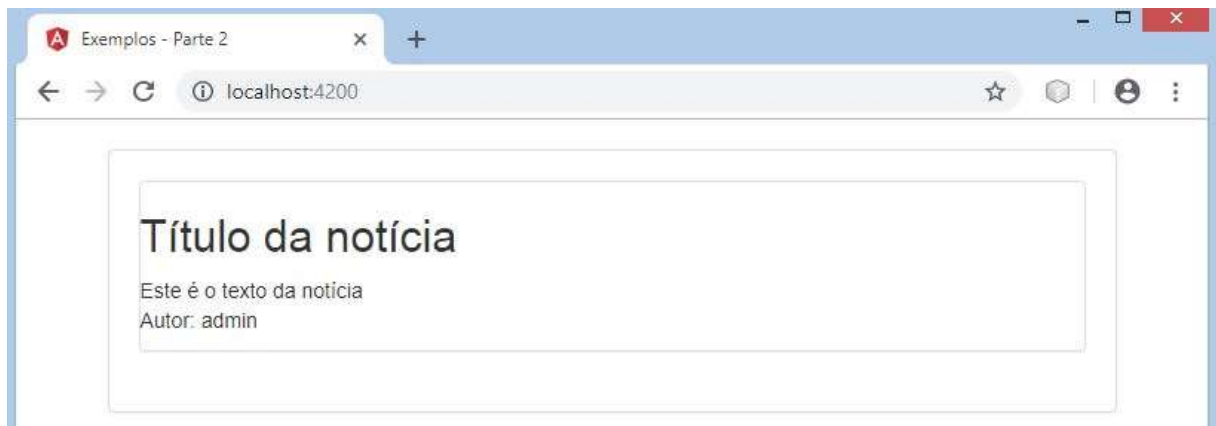 Exemplos - Parte 2
localhost:4200
Título da notícia
Este é o texto da notícia
Autor: admin